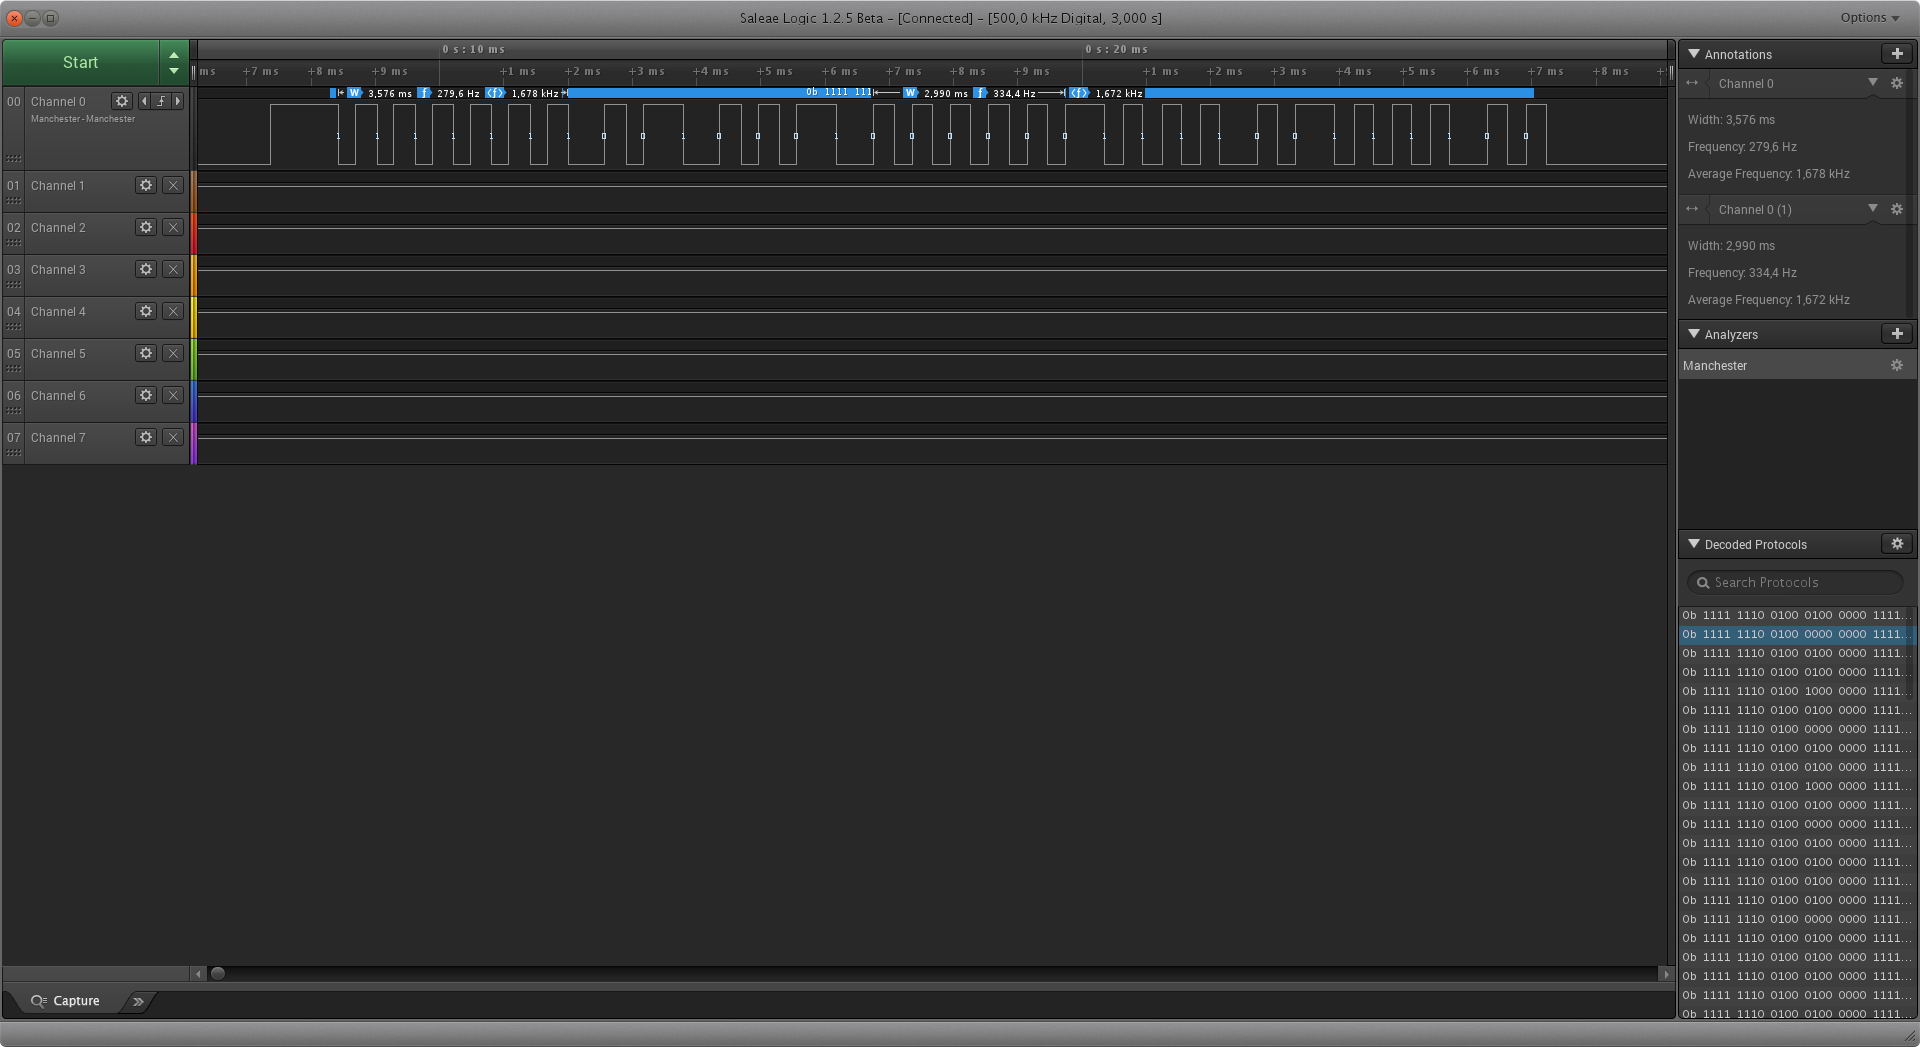 Saleae Logic 1.2.5 Beta - [Connected] - [500,0 kHz Digital, 3,000 s]
Options
Start
0 s : 10 ms
0 s : 20 ms
ms +7 ms +8 ms +9 ms +1 ms +2 ms +3 ms +4 ms +5 ms +6 ms +7 ms +8 ms +9 ms +1 ms +2 ms +3 ms +4 ms +5 ms +6 ms +7 ms +8 ms
W 3,576 ms f 279,6 Hz ⟨f⟩ 1,678 kHz 0b 1111 111 W 2,990 ms f 334,4 Hz ⟨f⟩ 1,672 kHz
00 Channel 0
Manchester - Manchester
1 1 1 1 1 1 1 0 0 1 0 0 0 1 0 0 0 0 0 0 1 1 1 1 0 0 1 1 1 1 0 0
01 Channel 1
02 Channel 2
03 Channel 3
04 Channel 4
05 Channel 5
06 Channel 6
07 Channel 7
Capture
Annotations
Channel 0
Width: 3,576 ms
Frequency: 279,6 Hz
Average Frequency: 1,678 kHz
Channel 0 (1)
Width: 2,990 ms
Frequency: 334,4 Hz
Average Frequency: 1,672 kHz
Analyzers
Manchester
Decoded Protocols
Search Protocols
0b 1111 1110 0100 0100 0000 1111...
0b 1111 1110 0100 0000 0000 1111...
0b 1111 1110 0100 0100 0000 1111...
0b 1111 1110 0100 0100 0000 1111...
0b 1111 1110 0100 1000 0000 1111...
0b 1111 1110 0100 0100 0000 1111...
0b 1111 1110 0100 0000 0000 1111...
0b 1111 1110 0100 0100 0000 1111...
0b 1111 1110 0100 0100 0000 1111...
0b 1111 1110 0100 1000 0000 1111...
0b 1111 1110 0100 0100 0000 1111...
0b 1111 1110 0100 0000 0000 1111...
0b 1111 1110 0100 0100 0000 1111...
0b 1111 1110 0100 0100 0000 1111...
0b 1111 1110 0100 0100 0000 1111...
0b 1111 1110 0100 0100 0000 1111...
0b 1111 1110 0100 0000 0000 1111...
0b 1111 1110 0100 0100 0000 1111...
0b 1111 1110 0100 0100 0000 1111...
0b 1111 1110 0100 0100 0000 1111...
0b 1111 1110 0100 0100 0000 1111...
0b 1111 1110 0100 0100 0000 1111...